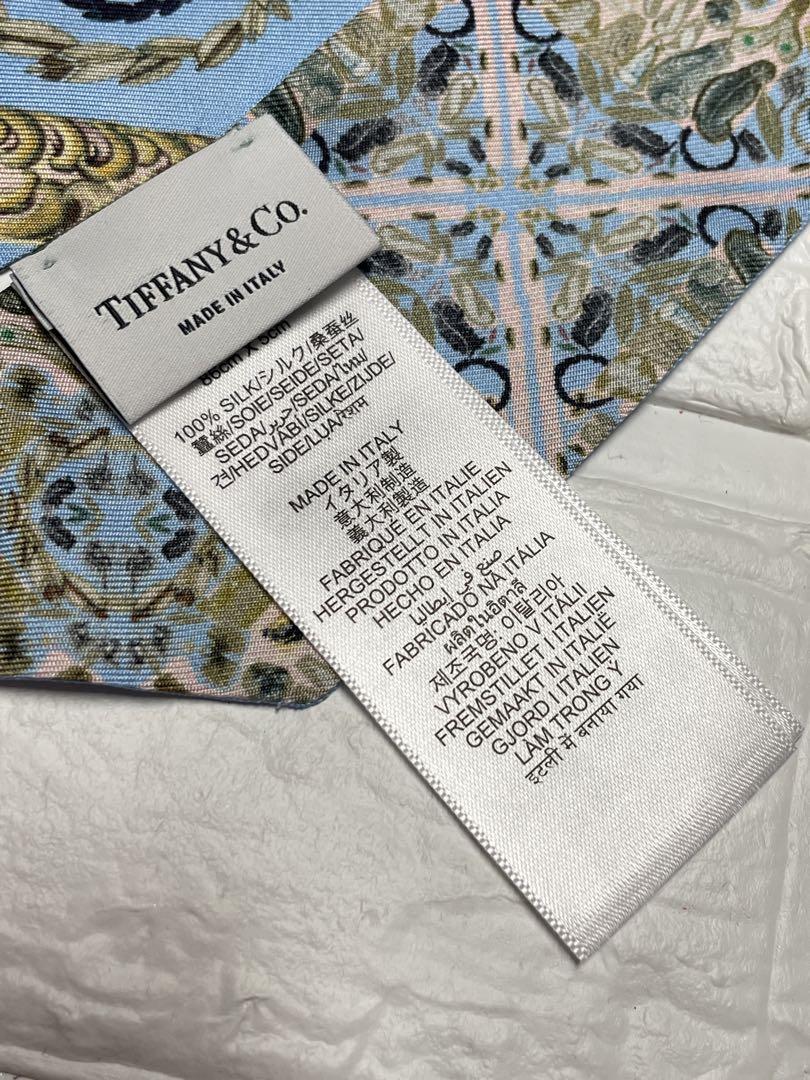 TIFFANY & CO.
MADE IN ITALY
86cm X 5cm
100% SILK/シルク/桑蚕丝
蠶絲/SOIE/SEIDE/SETA/
SEDA/حرير/SEDA/ไหม/
견/HEDVÁBÍ/SILKE/ZIJDE/
SIDE/LỤA/रेशम
MADE IN ITALY
イタリア製
意大利制造
義大利製造
FABRIQUÉ EN ITALIE
HERGESTELLT IN ITALIEN
PRODOTTO IN ITALIA
HECHO EN ITALIA
صنع في إيطاليا
FABRICADO NA ITALIA
ผลิตในอิตาลี
제조국명: 이탈리아
VYROBENO V ITÁLII
FREMSTILLET I ITALIEN
GEMAAKT IN ITALIË
GJORD I ITALIEN
LÀM TRONG Ý
इटली में बनाया गया